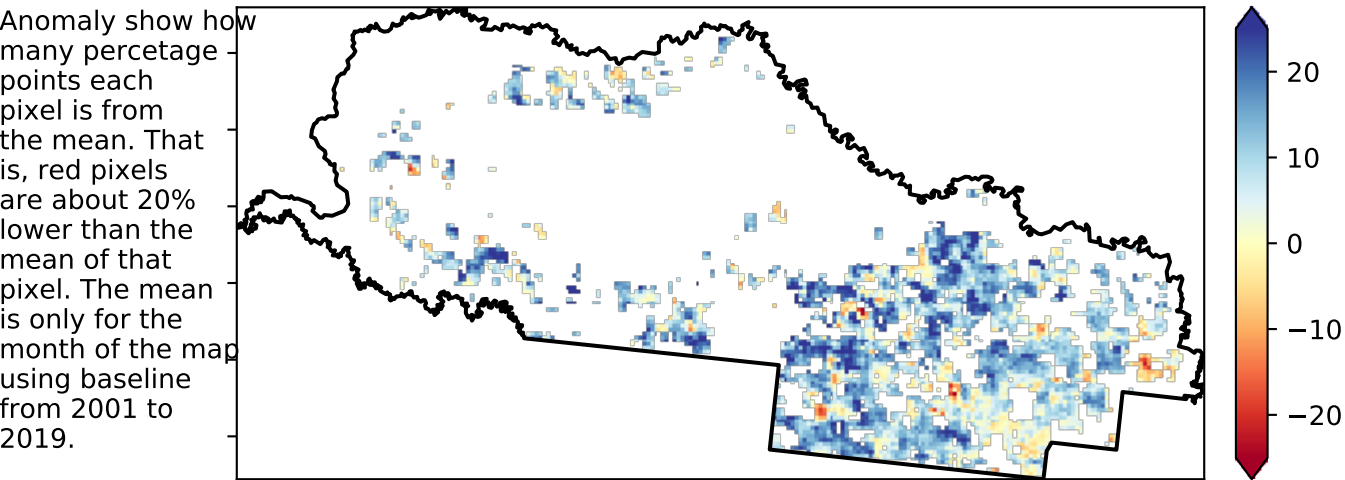 Anomaly show how
many percetage
points each
pixel is from
the mean. That
is, red pixels
are about 20%
lower than the
mean of that
pixel. The mean
is only for the
month of the map
using baseline
from 2001 to
2019.
20
10
0
−10
−20